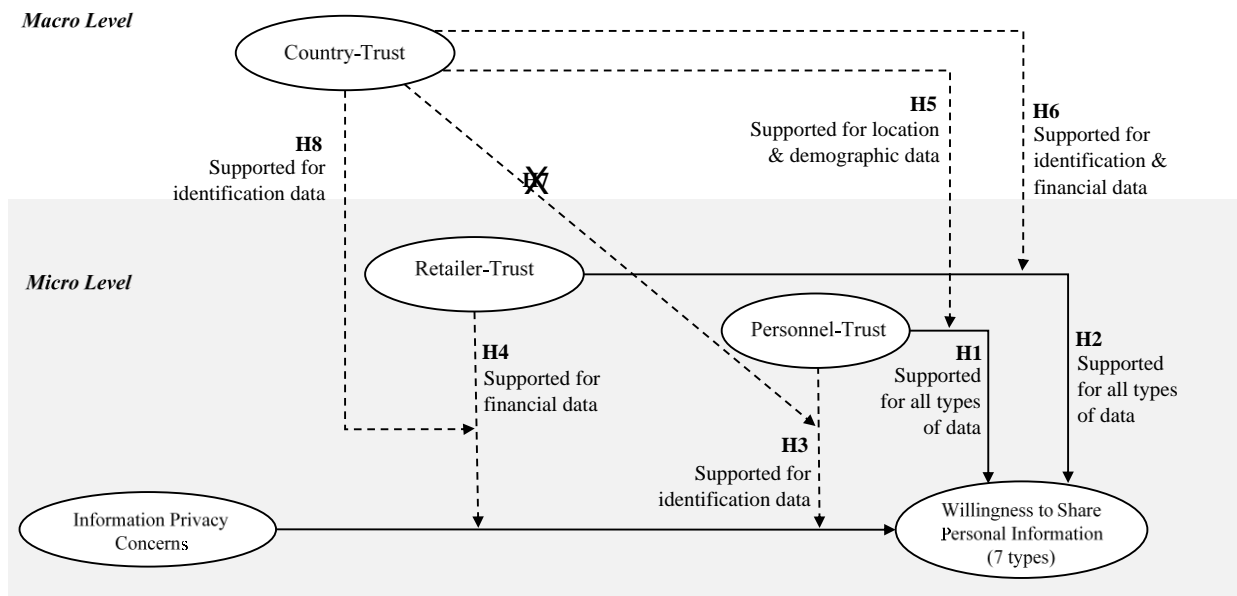 Macro Level
Country-Trust
H5
Supported for location
& demographic data
H6
Supported for
identification &
financial data
H8
Supported for
identification data
H7
Micro Level
Retailer-Trust
Personnel-Trust
H4
Supported for
financial data
H1
Supported
for all types
of data
H2
Supported
for all types
of data
H3
Supported for
identification data
Information Privacy
Concerns
Willingness to Share
Personal Information
(7 types)